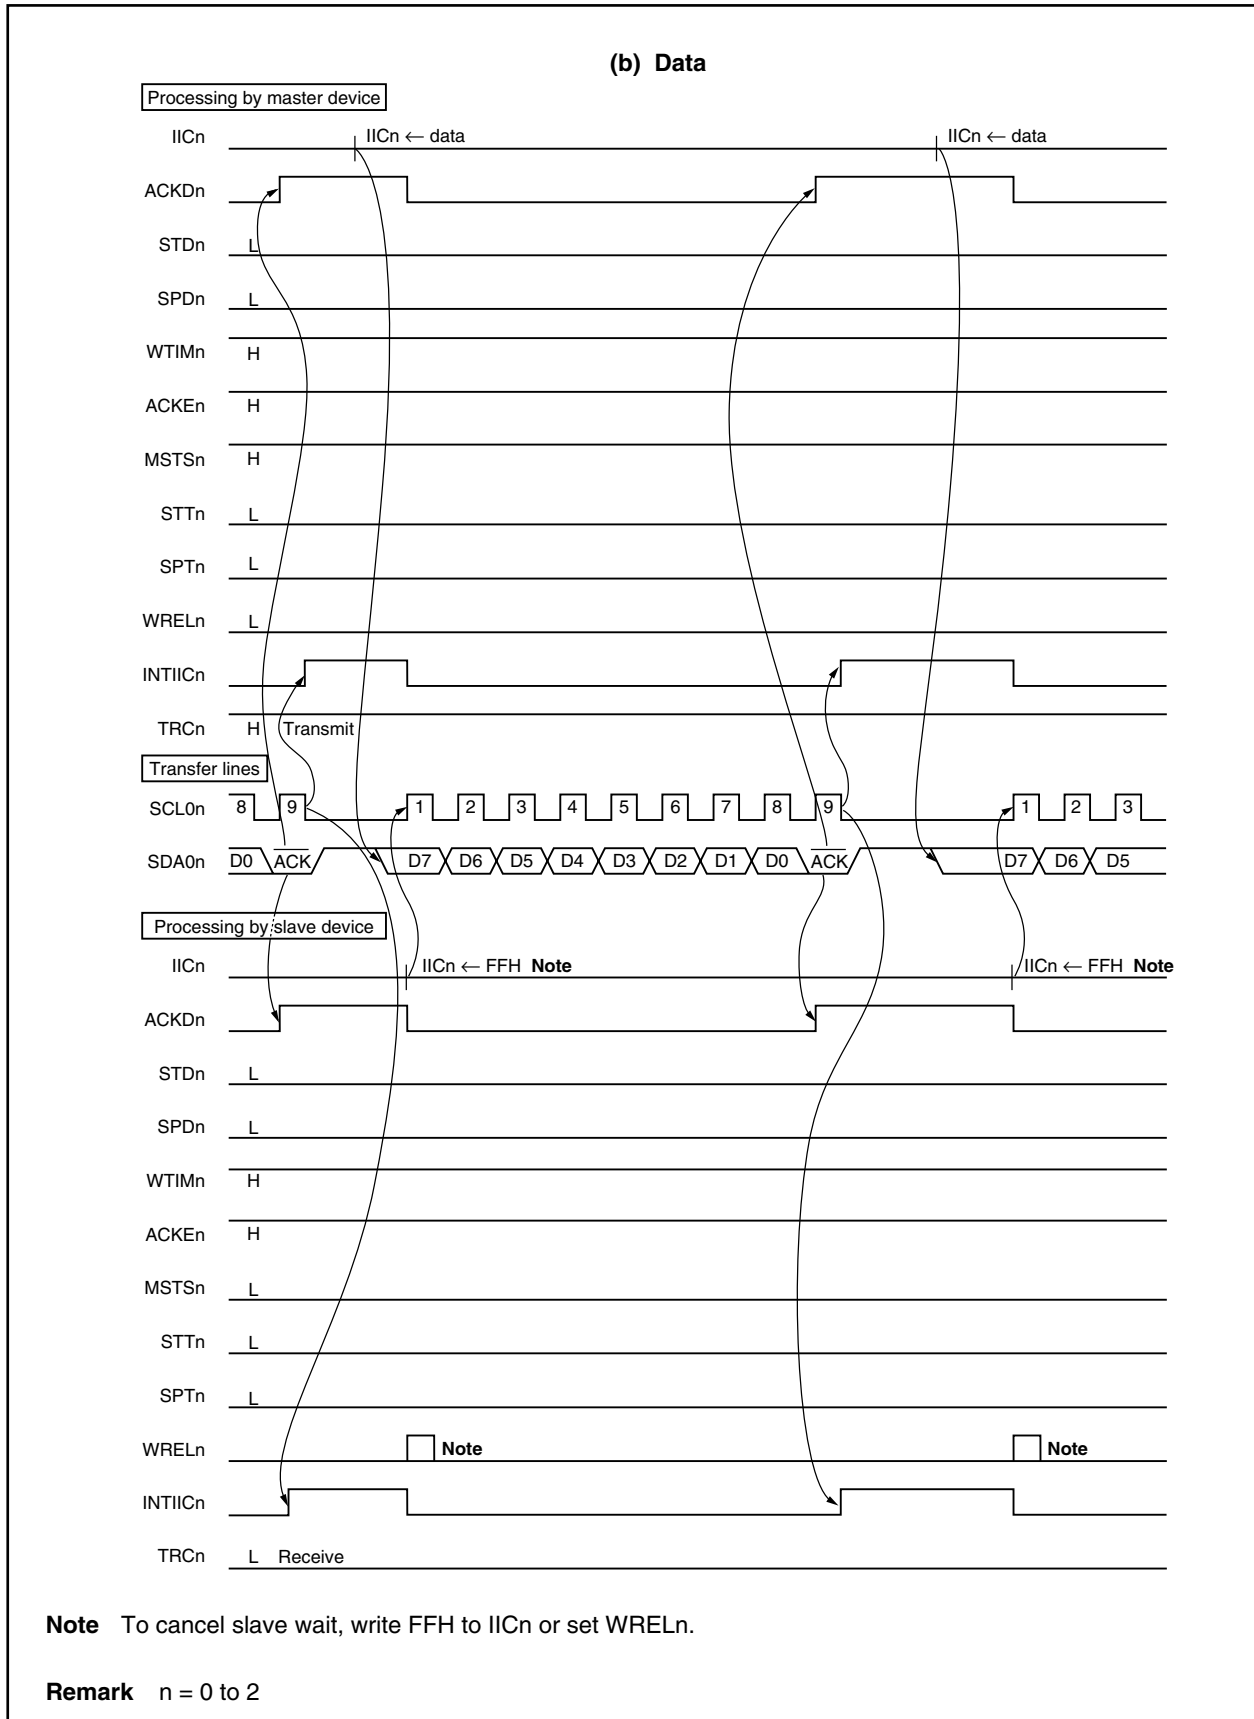 (b) Data
Processing by master device
IICn IICn ← data IICn ← data
ACKDn
STDn L
SPDn L
WTIMn H
ACKEn H
MSTSn H
STTn L
SPTn L
WRELn L
INTIICn
TRCn H Transmit
Transfer lines
SCL0n 8 9 1 2 3 4 5 6 7 8 9 1 2 3
SDA0n D0 ACK D7 D6 D5 D4 D3 D2 D1 D0 ACK D7 D6 D5
Processing by slave device
IICn IICn ← FFH Note IICn ← FFH Note
ACKDn
STDn L
SPDn L
WTIMn H
ACKEn H
MSTSn L
STTn L
SPTn L
WRELn Note Note
INTIICn
TRCn L Receive
Note To cancel slave wait, write FFH to IICn or set WRELn.
Remark n = 0 to 2